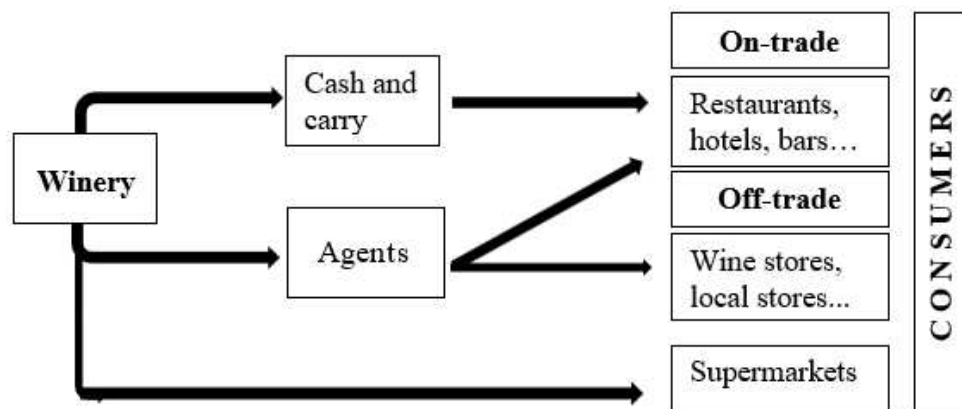 Winery
Cash and
carry
Agents
On-trade
Restaurants,
hotels, bars…
Off-trade
Wine stores,
local stores...
Supermarkets
CONSUMERS